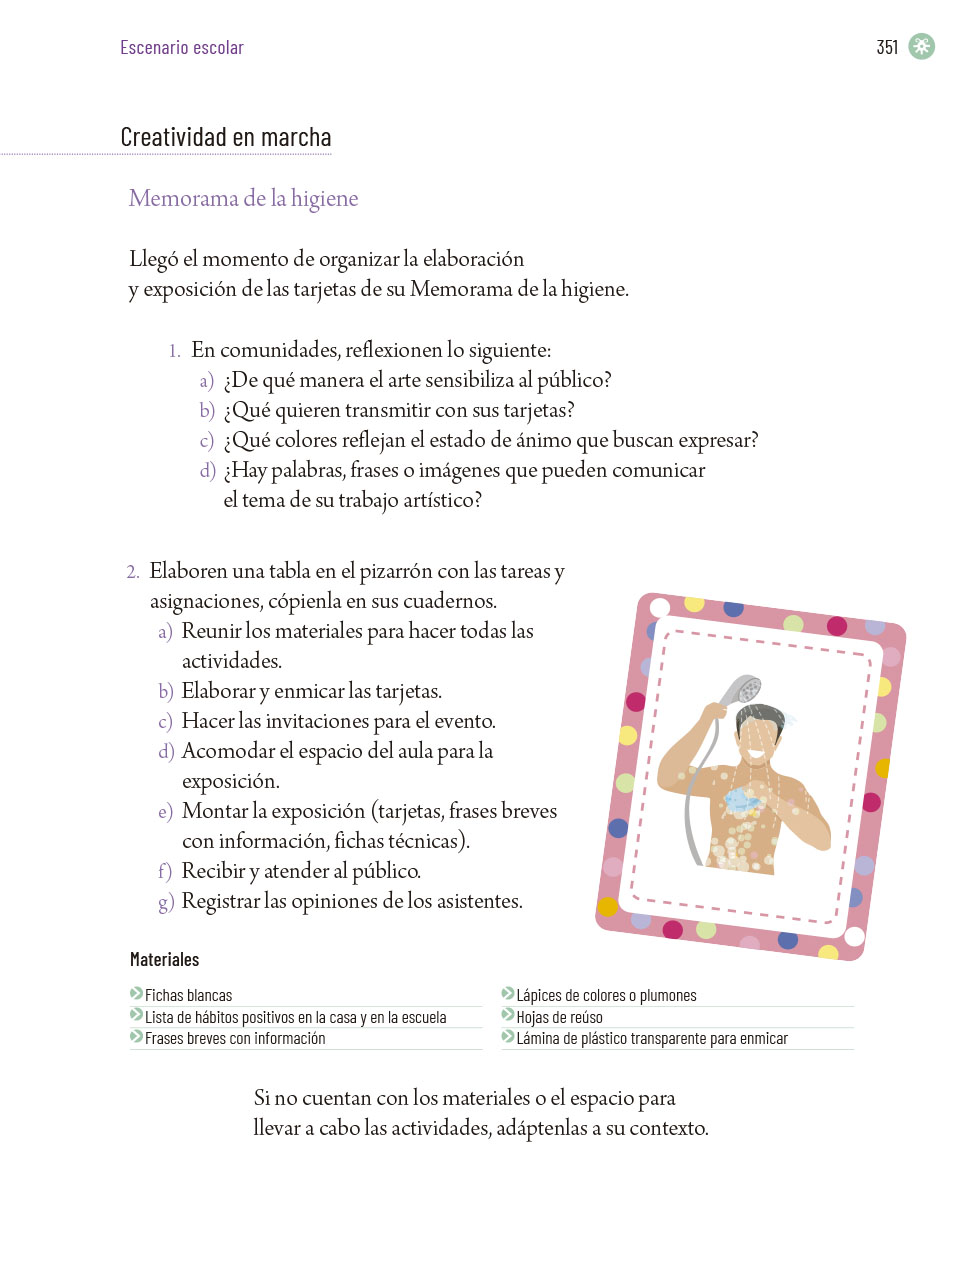 Escenario escolar
351
Creatividad en marcha
Memorama de la higiene
Llegó el momento de organizar la elaboración
y exposición de las tarjetas de su Memorama de la higiene.
1. En comunidades, reflexionen lo siguiente:
a) ¿De qué manera el arte sensibiliza al público?
b) ¿Qué quieren transmitir con sus tarjetas?
c) ¿Qué colores reflejan el estado de ánimo que buscan expresar?
d) ¿Hay palabras, frases o imágenes que pueden comunicar
el tema de su trabajo artístico?
2. Elaboren una tabla en el pizarrón con las tareas y
asignaciones, cópienla en sus cuadernos.
a) Reunir los materiales para hacer todas las
actividades.
b) Elaborar y enmicar las tarjetas.
c) Hacer las invitaciones para el evento.
d) Acomodar el espacio del aula para la
exposición.
e) Montar la exposición (tarjetas, frases breves
con información, fichas técnicas).
f) Recibir y atender al público.
g) Registrar las opiniones de los asistentes.
Materiales
Fichas blancas
Lista de hábitos positivos en la casa y en la escuela
Frases breves con información
Lápices de colores o plumones
Hojas de reúso
Lámina de plástico transparente para enmicar
Si no cuentan con los materiales o el espacio para
llevar a cabo las actividades, adáptenlas a su contexto.